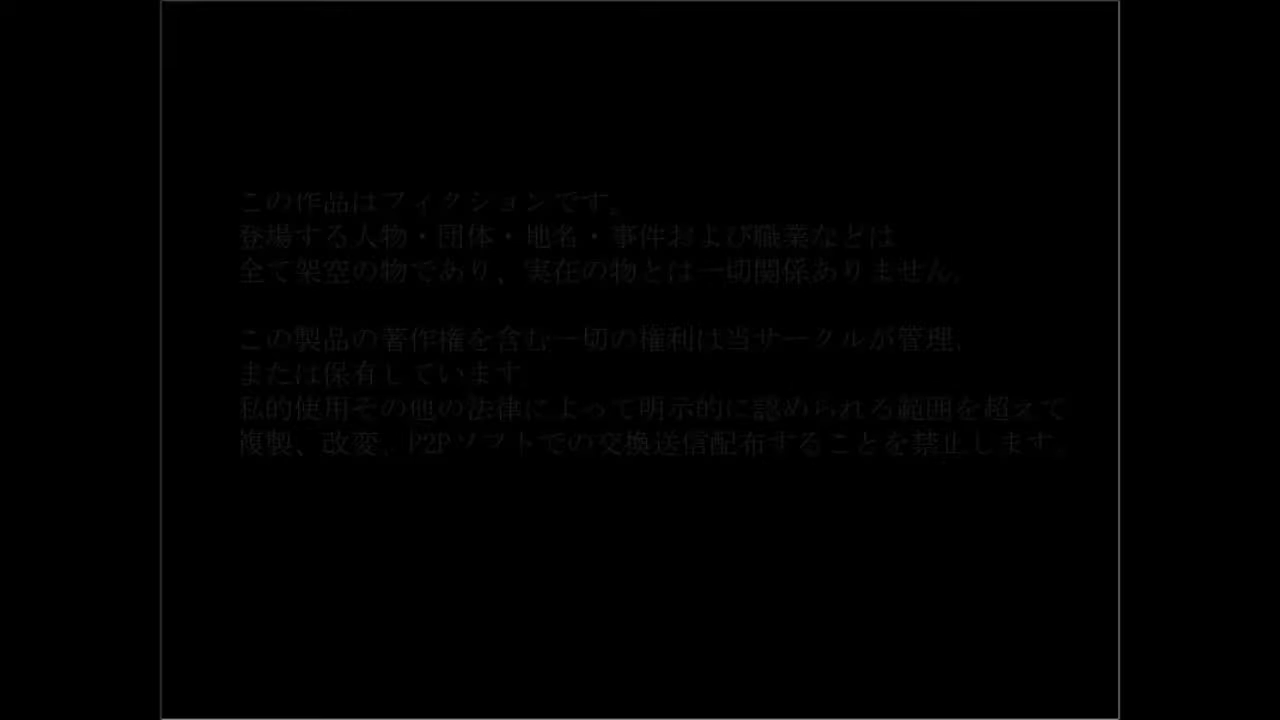 この作品はフィクションです。
登場する人物・団体・地名・事件および職業などは
全て架空の物であり、実在の物とは一切関係ありません。
この製品の著作権を含む一切の権利は当サークルが管理、
または保有しています。
私的使用その他の法律によって明示的に認められる範囲を超えて
複製、改変、P2Pソフトでの交換送信配布することを禁止します。